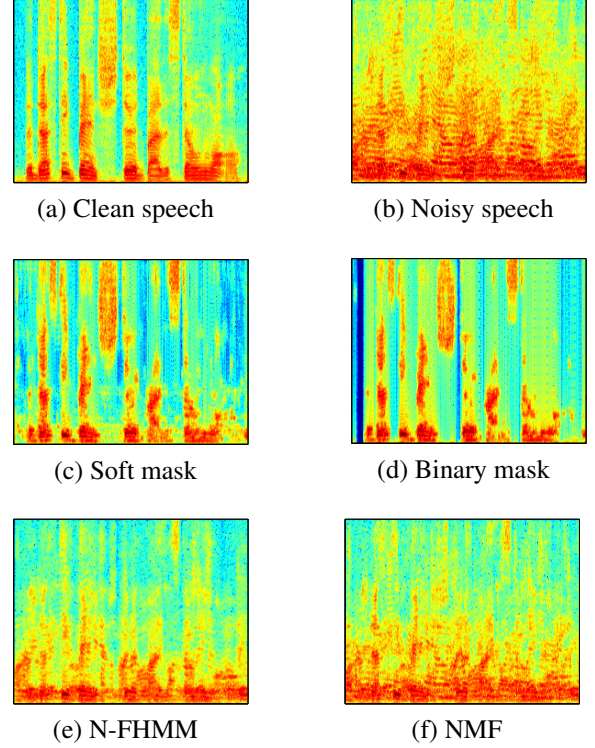 (a) Clean speech
(b) Noisy speech
(c) Soft mask
(d) Binary mask
(e) N-FHMM
(f) NMF